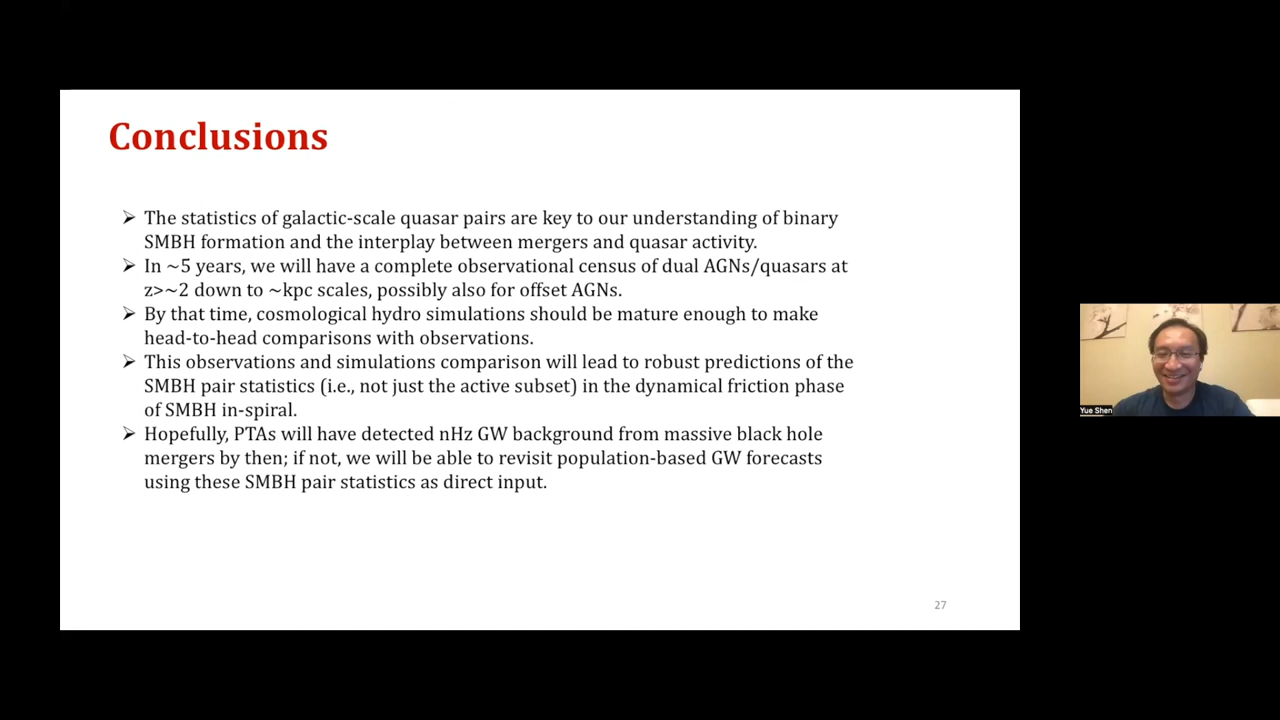 Conclusions
➢ The statistics of galactic-scale quasar pairs are key to our understanding of binary
SMBH formation and the interplay between mergers and quasar activity.
➢ In ~5 years, we will have a complete observational census of dual AGNs/quasars at
z>~2 down to ~kpc scales, possibly also for offset AGNs.
➢ By that time, cosmological hydro simulations should be mature enough to make
head-to-head comparisons with observations.
➢ This observations and simulations comparison will lead to robust predictions of the
SMBH pair statistics (i.e., not just the active subset) in the dynamical friction phase
of SMBH in-spiral.
➢ Hopefully, PTAs will have detected nHz GW background from massive black hole
mergers by then; if not, we will be able to revisit population-based GW forecasts
using these SMBH pair statistics as direct input.
27
Yue Shen